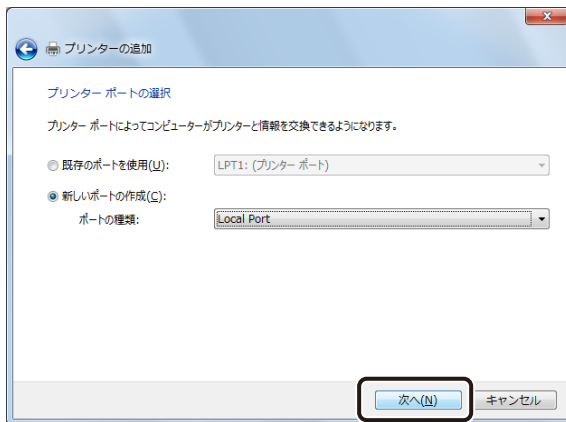 プリンターの追加
プリンター ポートの選択
プリンター ポートによってコンピューターがプリンターと情報を交換できるようになります。
既存のポートを使用(U): LPT1: (プリンター ポート)
新しいポートの作成(C):
ポートの種類: Local Port
次へ(N) キャンセル